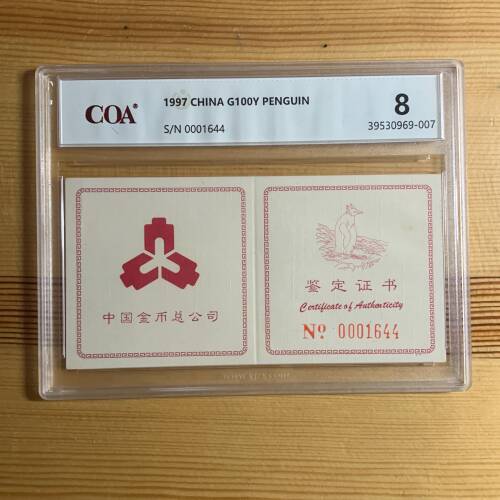 COA
1997 CHINA G100Y PENGUIN
S/N 0001644
8
39530969-007
中国金币总公司
鉴定证书
Certificate of Authorticity
Nº 0001644